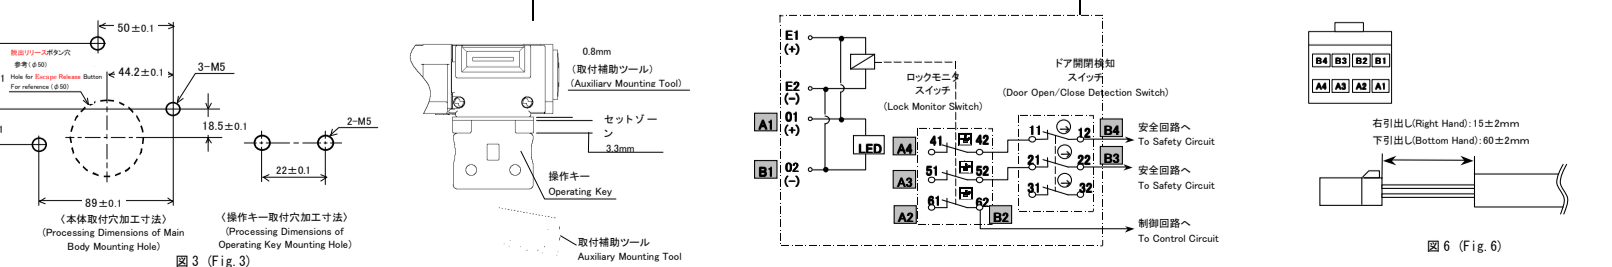 50±0.1
脱出リリースボタン穴
参考(φ50)
Hole for Escape Release Button
For reference (φ50)
44.2±0.1
3-M5
18.5±0.1
2-M5
22±0.1
89±0.1
〈本体取付穴加工寸法〉
(Processing Dimensions of Main
Body Mounting Hole)
〈操作キー取付穴加工寸法〉
(Processing Dimensions of
Operating Key Mounting Hole)
図3 (Fig.3)
0.8mm
(取付補助ツール)
(Auxiliary Mounting Tool)
セットゾー
ン
3.3mm
操作キー
Operating Key
取付補助ツール
Auxiliary Mounting Tool
E1
(+)
E2
(−)
A1
01
(+)
B1
02
(−)
LED
ロックモニタ
スイッチ
(Lock Monitor Switch)
ドア開閉検知
スイッチ
(Door Open/Close Detection Switch)
A4
41
42
A3
51
52
A2
61
62
B2
11
12
B4
21
22
B3
31
32
安全回路へ
To Safety Circuit
安全回路へ
To Safety Circuit
制御回路へ
To Control Circuit
B4 B3 B2 B1
A4 A3 A2 A1
右引出し(Right Hand):15±2mm
下引出し(Bottom Hand):60±2mm
図6 (Fig.6)